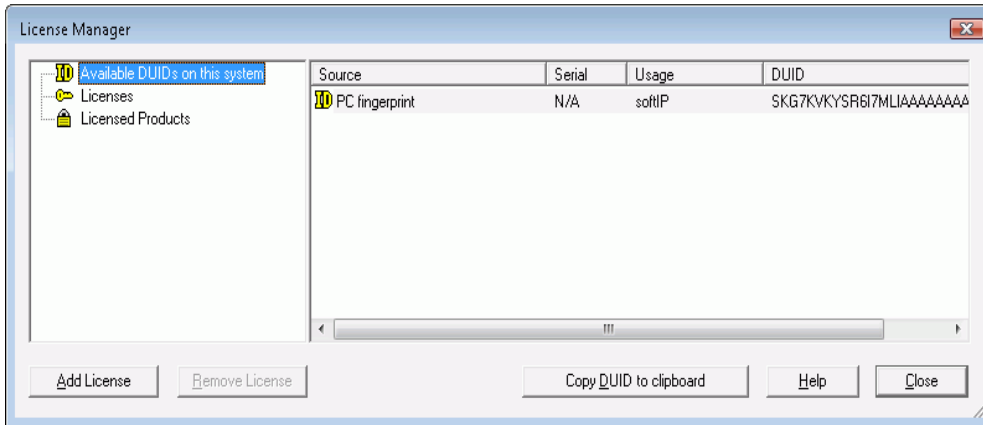 License Manager
Available DUIDs on this system
Licenses
Licensed Products
Source Serial Usage DUID
PC fingerprint N/A softIP SKG7KVKYSR6I7MLIAAAAAAAA
Add License Remove License Copy DUID to clipboard Help Close